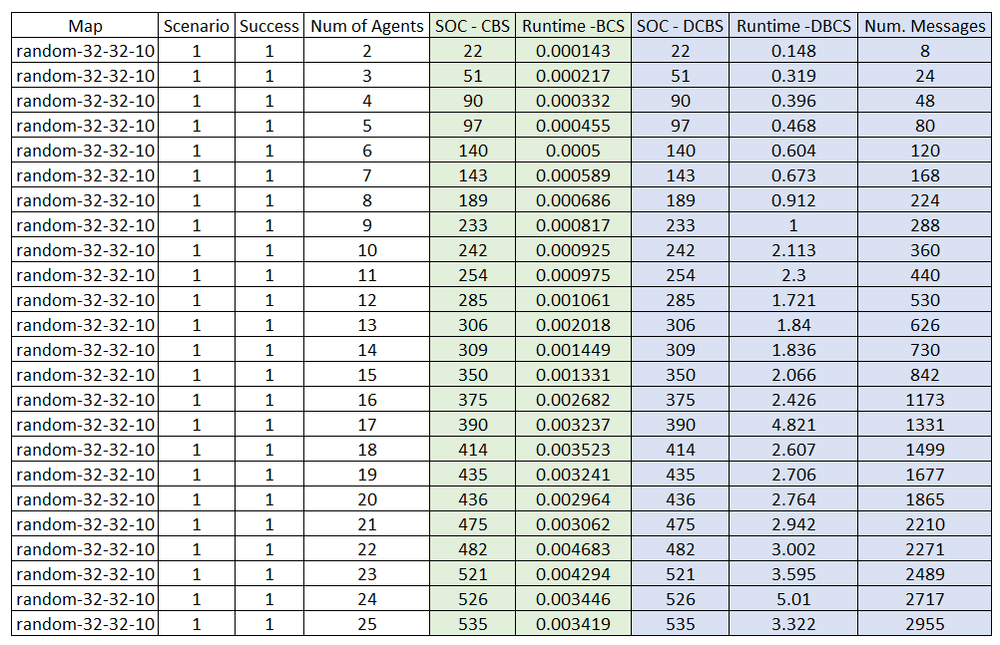 Map Scenario Success Num of Agents SOC - CBS Runtime -BCS SOC - DCBS Runtime -DBCS Num. Messages
random-32-32-10 1 1 2 22 0.000143 22 0.148 8
random-32-32-10 1 1 3 51 0.000217 51 0.319 24
random-32-32-10 1 1 4 90 0.000332 90 0.396 48
random-32-32-10 1 1 5 97 0.000455 97 0.468 80
random-32-32-10 1 1 6 140 0.0005 140 0.604 120
random-32-32-10 1 1 7 143 0.000589 143 0.673 168
random-32-32-10 1 1 8 189 0.000686 189 0.912 224
random-32-32-10 1 1 9 233 0.000817 233 1 288
random-32-32-10 1 1 10 242 0.000925 242 2.113 360
random-32-32-10 1 1 11 254 0.000975 254 2.3 440
random-32-32-10 1 1 12 285 0.001061 285 1.721 530
random-32-32-10 1 1 13 306 0.002018 306 1.84 626
random-32-32-10 1 1 14 309 0.001449 309 1.836 730
random-32-32-10 1 1 15 350 0.001331 350 2.066 842
random-32-32-10 1 1 16 375 0.002682 375 2.426 1173
random-32-32-10 1 1 17 390 0.003237 390 4.821 1331
random-32-32-10 1 1 18 414 0.003523 414 2.607 1499
random-32-32-10 1 1 19 435 0.003241 435 2.706 1677
random-32-32-10 1 1 20 436 0.002964 436 2.764 1865
random-32-32-10 1 1 21 475 0.003062 475 2.942 2210
random-32-32-10 1 1 22 482 0.004683 482 3.002 2271
random-32-32-10 1 1 23 521 0.004294 521 3.595 2489
random-32-32-10 1 1 24 526 0.003446 526 5.01 2717
random-32-32-10 1 1 25 535 0.003419 535 3.322 2955